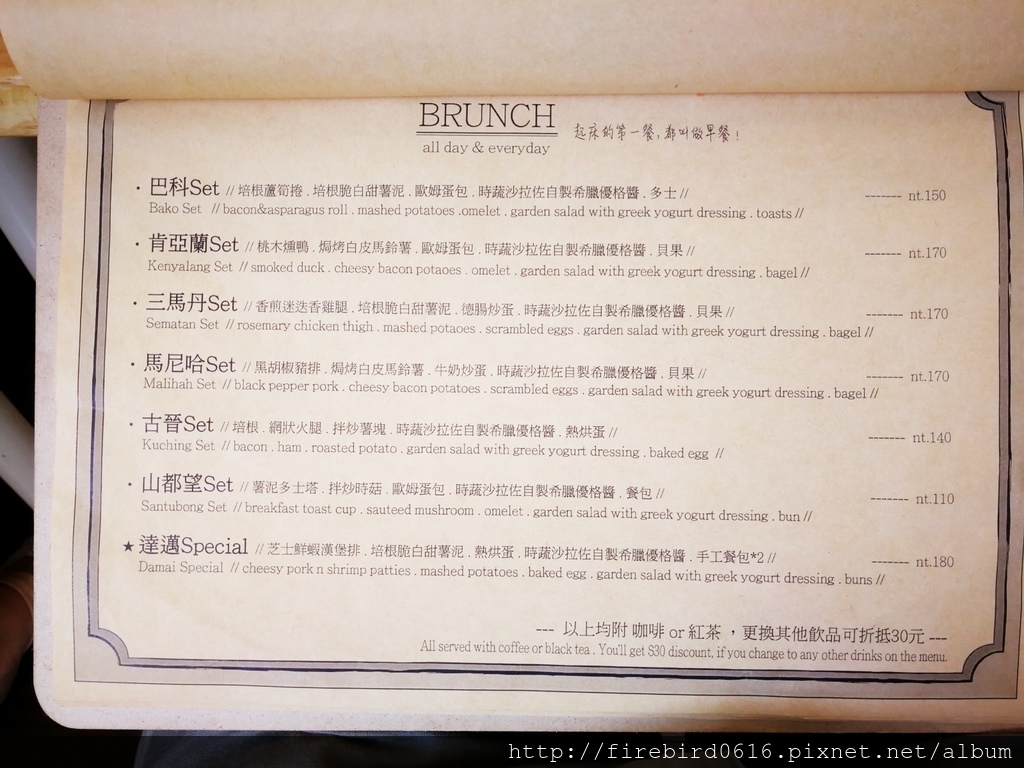 BRUNCH
all day & everyday
起床的第一餐,都叫做早餐!
· 巴科Set // 培根蘆筍捲 . 培根脆白甜薯泥 . 歐姆蛋包 . 時蔬沙拉佐自製希臘優格醬 . 多士 // ------- nt.150
Bako Set // bacon&asparagus roll . mashed potatoes .omelet . garden salad with greek yogurt dressing . toasts //
· 肯亞蘭Set // 桃木燻鴨 . 焗烤白皮馬鈴薯 . 歐姆蛋包 . 時蔬沙拉佐自製希臘優格醬 . 貝果 // ------- nt.170
Kenyalang Set // smoked duck . cheesy bacon potaoes . omelet . garden salad with greek yogurt dressing . bagel //
· 三馬丹Set // 香煎迷迭香雞腿 . 培根脆白甜薯泥 . 德腸炒蛋 . 時蔬沙拉佐自製希臘優格醬 . 貝果 // ------- nt.170
Sematan Set // rosemary chicken thigh . mashed potaoes . scrambled eggs . garden salad with greek yogurt dressing . bagel //
· 馬尼哈Set // 黑胡椒豬排 . 焗烤白皮馬鈴薯 . 牛奶炒蛋 . 時蔬沙拉佐自製希臘優格醬 . 貝果 // ------- nt.170
Malihah Set // black pepper pork . cheesy bacon potatoes . scrambled eggs . garden salad with greek yogurt dressing . bagel //
· 古晉Set // 培根 . 網狀火腿 . 拌炒薯塊 . 時蔬沙拉佐自製希臘優格醬 . 熱烘蛋 // ------- nt.140
Kuching Set // bacon . ham . roasted potato . garden salad with greek yogurt dressing . baked egg //
· 山都望Set // 薯泥多士塔 . 拌炒時菇 . 歐姆蛋包 . 時蔬沙拉佐自製希臘優格醬 . 餐包 // ------- nt.110
Santubong Set // breakfast toast cup . sauteed mushroom . omelet . garden salad with greek yogurt dressing . bun //
★ 達邁Special // 芝士鮮蝦漢堡排 . 培根脆白甜薯泥 . 熱烘蛋 . 時蔬沙拉佐自製希臘優格醬 . 手工餐包*2 // ------- nt.180
Damai Special // cheesy pork n shrimp patties . mashed potatoes . baked egg . garden salad with greek yogurt dressing . buns //
--- 以上均附 咖啡 or 紅茶 ，更換其他飲品可折抵30元 ---
All served with coffee or black tea . You'll get $30 discount, if you change to any other drinks on the menu.
http://firebird0616.pixnet.net/album